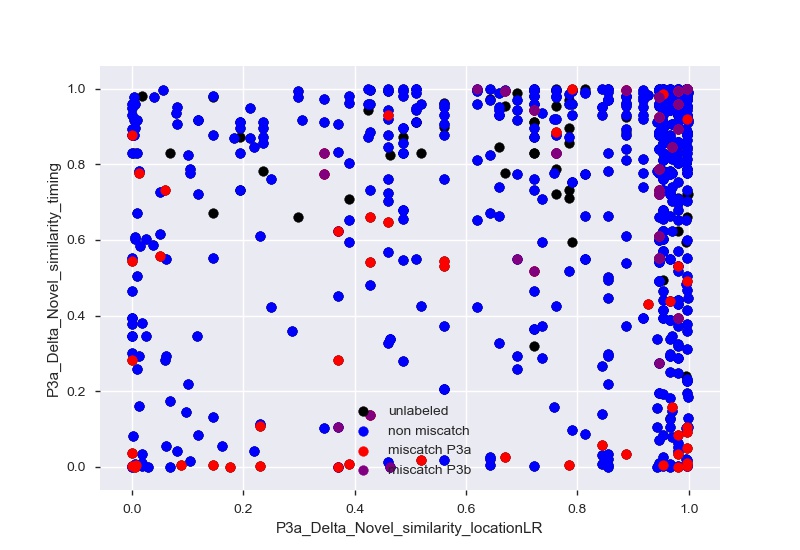 1.0
0.8
0.6
0.4
0.2
0.0
P3a_Delta_Novel_similarity_timing
unlabeled
non miscatch
miscatch P3a
miscatch P3b
0.0 0.2 0.4 0.6 0.8 1.0
P3a_Delta_Novel_similarity_locationLR